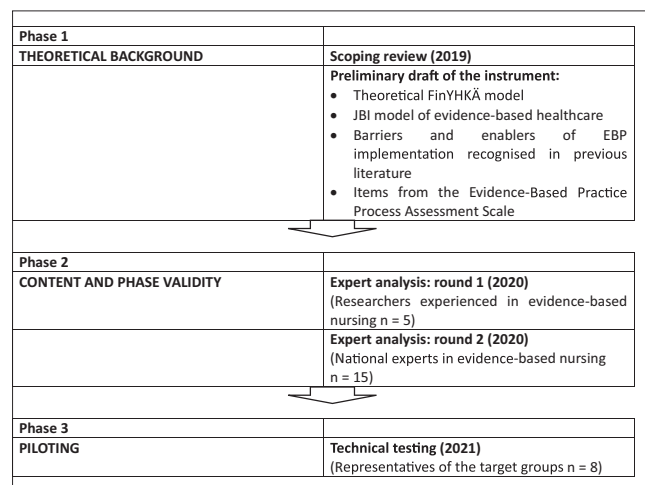 Phase 1
THEORETICAL BACKGROUND
Scoping review (2019)
Preliminary draft of the instrument:
• Theoretical FinYHKÄ model
• JBI model of evidence-based healthcare
• Barriers and enablers of EBP
implementation recognised in previous
literature
• Items from the Evidence-Based Practice
Process Assessment Scale
Phase 2
CONTENT AND PHASE VALIDITY
Expert analysis: round 1 (2020)
(Researchers experienced in evidence-based
nursing n = 5)
Expert analysis: round 2 (2020)
(National experts in evidence-based nursing
n = 15)
Phase 3
PILOTING
Technical testing (2021)
(Representatives of the target groups n = 8)